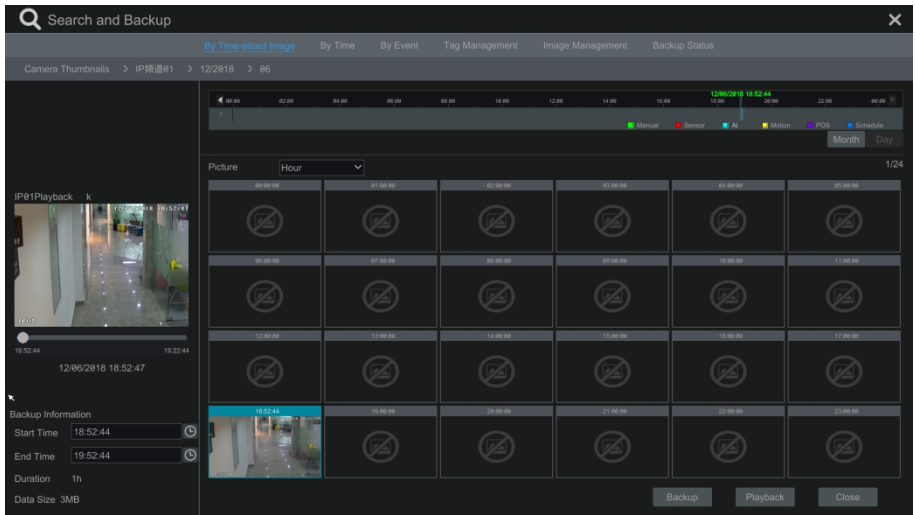 Search and Backup
By Time-sliced Image By Time By Event Tag Management Image Management Backup Status
Camera Thumbnails > IP頻道01 > 12/2018 > 06
12/06/2018 18:52:44
00:00 02:00 04:00 06:00 08:00 10:00 12:00 14:00 16:00 18:00 20:00 22:00 00:00
1
Manual Sensor AI Motion POS Schedule
Month Day
Picture Hour 1/24
00:00:00 01:00:00 02:00:00 03:00:00 04:00:00 05:00:00
IP01Playback k
12/06/2018 18:52:47
06:00:00 07:00:00 08:00:00 09:00:00 10:00:00 11:00:00
12:00:00 13:00:00 14:00:00 15:00:00 16:00:00 17:00:00
18:52:44 19:22:44
12/06/2018 18:52:47
18:52:44 19:00:00 20:00:00 21:00:00 22:00:00 23:00:00
Backup Information
Start Time 18:52:44
End Time 19:52:44
Duration 1h
Data Size 3MB
Backup Playback Close